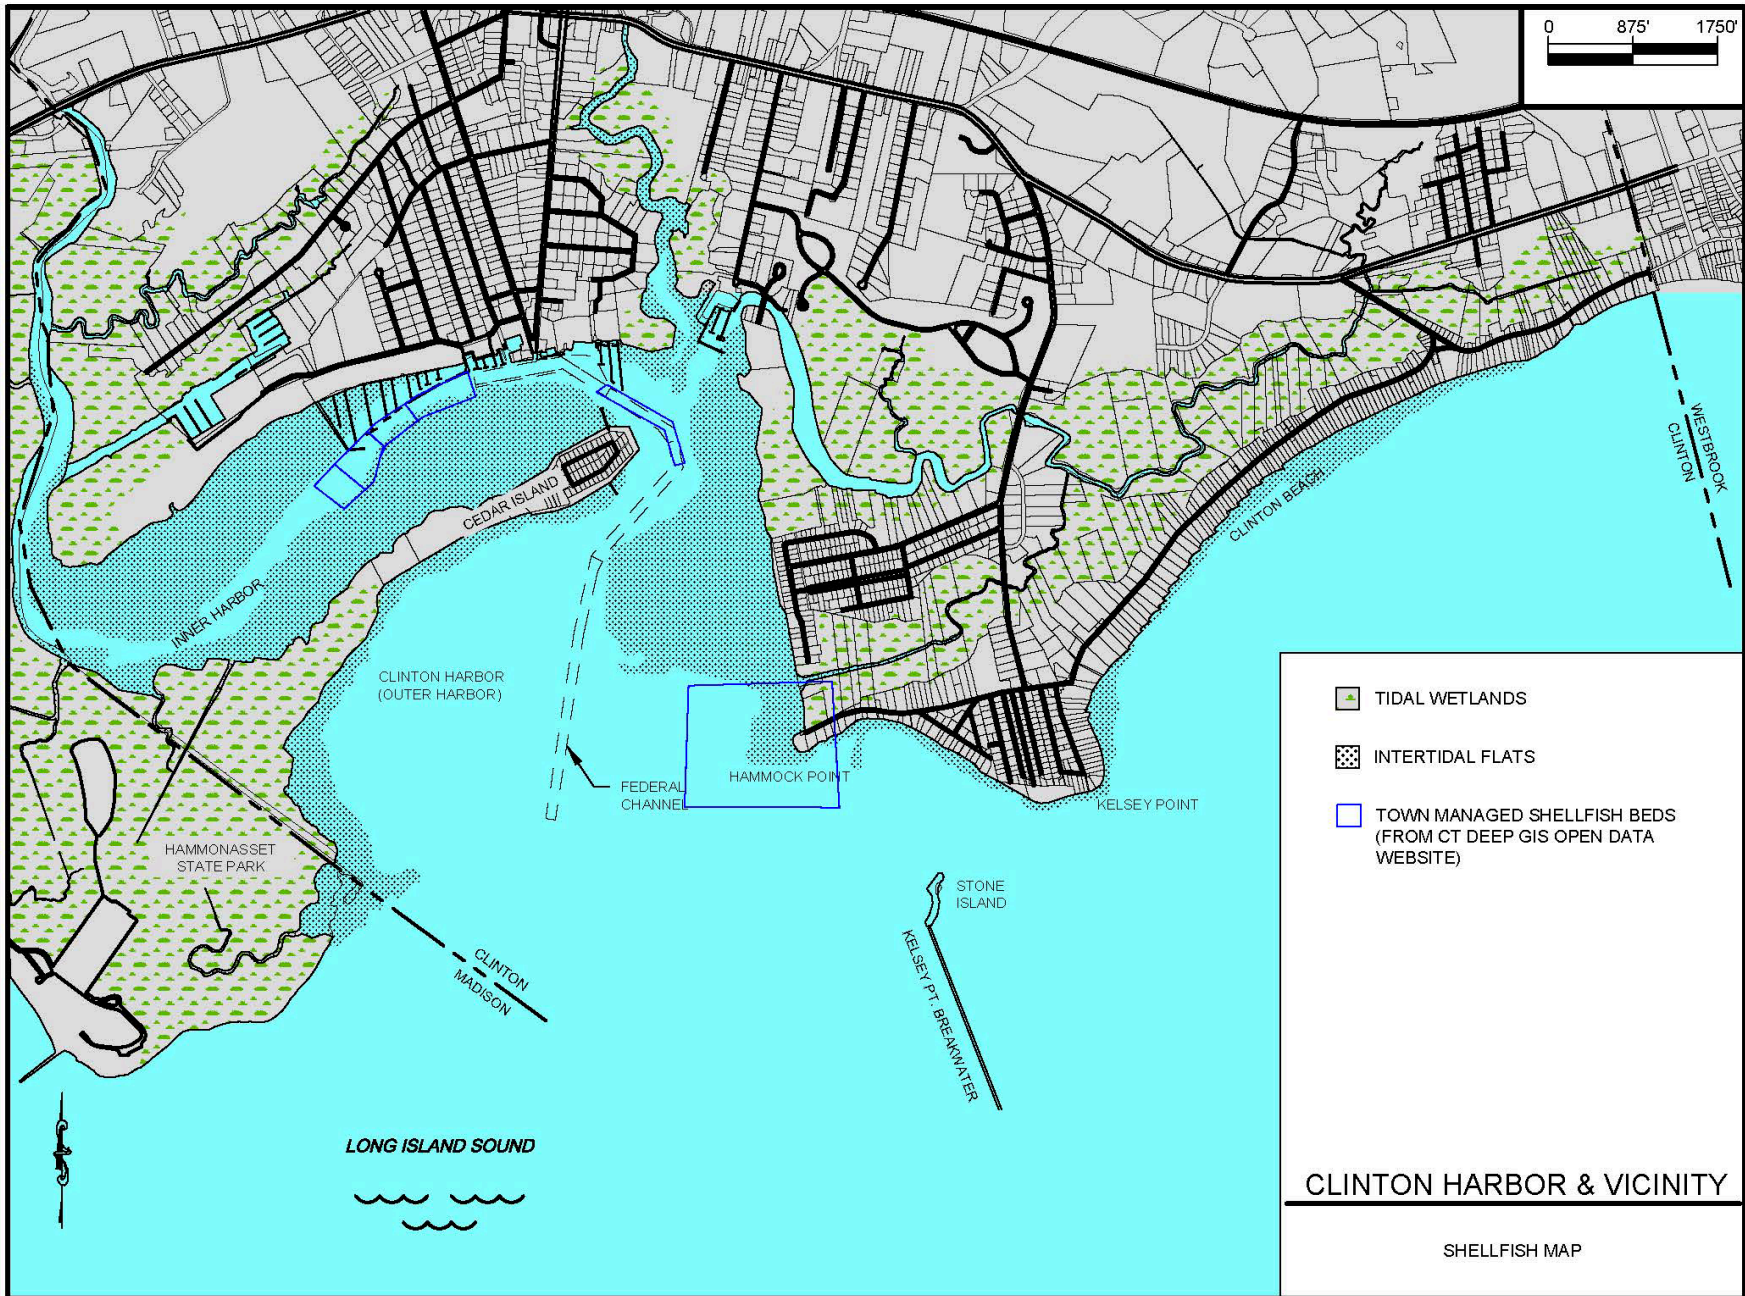 0 875' 1750'
WESTBROOK
CLINTON
CEDAR ISLAND
CLINTON BEACH
INNER HARBOR
CLINTON HARBOR
(OUTER HARBOR)
FEDERAL
CHANNEL
HAMMOCK POINT
KELSEY POINT
HAMMONASSET
STATE PARK
STONE
ISLAND
KELSEY PT. BREAKWATER
CLINTON
MADISON
LONG ISLAND SOUND
TIDAL WETLANDS
INTERTIDAL FLATS
TOWN MANAGED SHELLFISH BEDS
(FROM CT DEEP GIS OPEN DATA
WEBSITE)
CLINTON HARBOR & VICINITY
SHELLFISH MAP